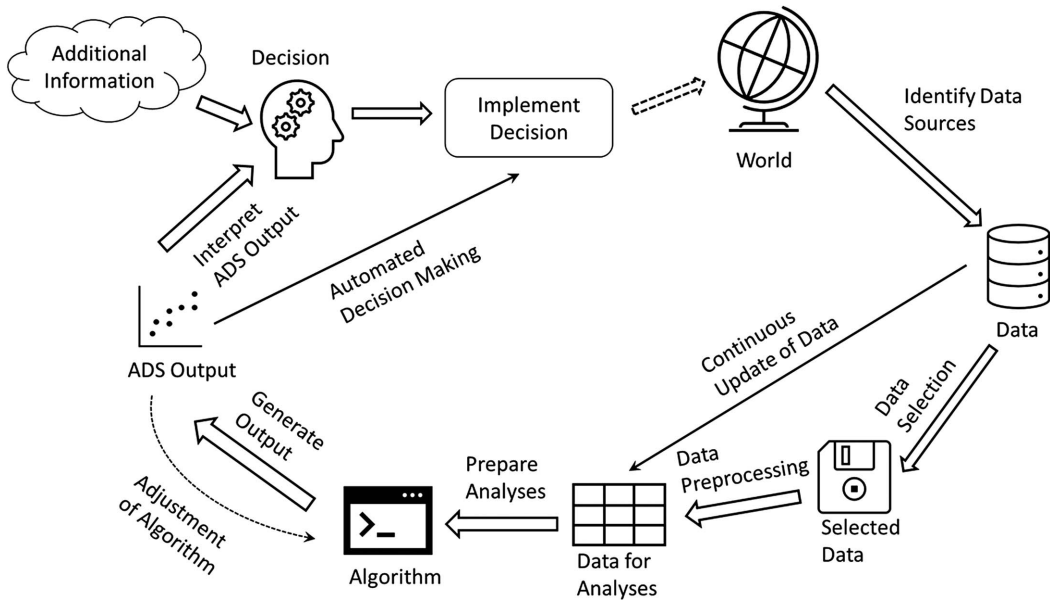 Additional
Information
Decision
Implement
Decision
World
Identify Data
Sources
Data
Data
Selection
Selected
Data
Data
Preprocessing
Continuous
Update of Data
Data for
Analyses
Prepare
Analyses
Algorithm
Generate
Output
Adjustment
of Algorithm
ADS Output
Interpret
ADS Output
Automated
Decision Making